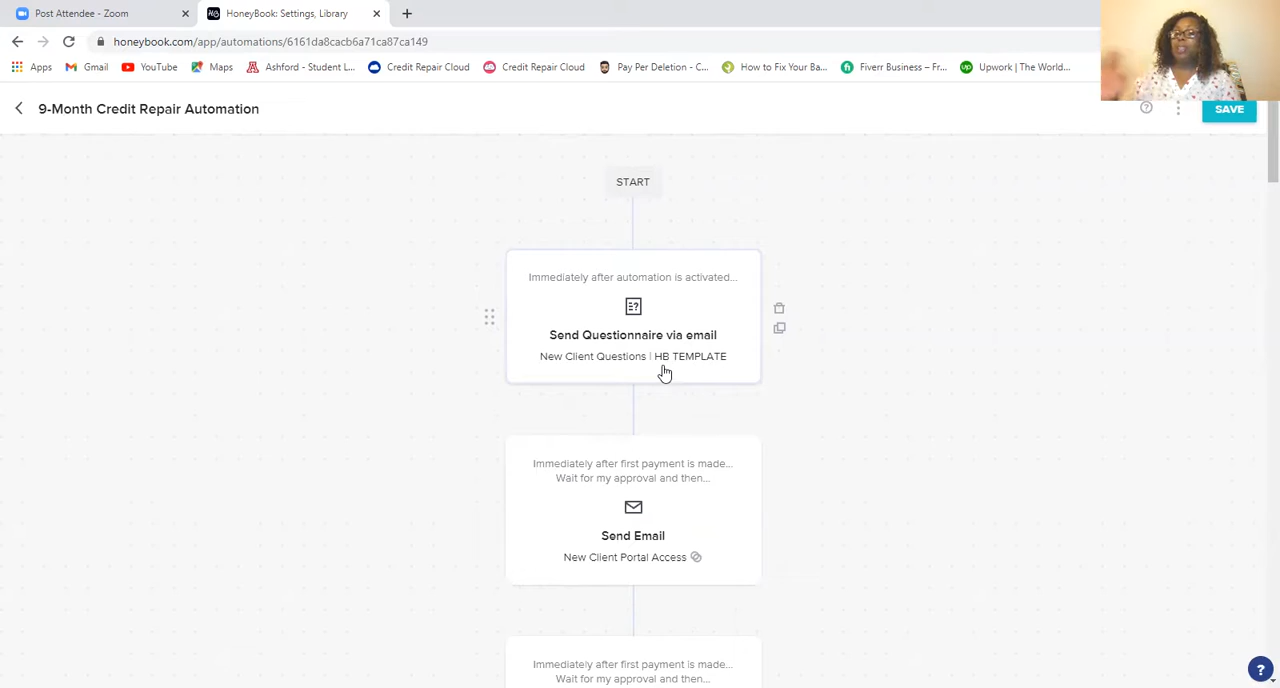 Post Attendee - Zoom
HoneyBook: Settings, Library
honeybook.com/app/automations/6161da8cacb6a71ca87ca149
Apps
Gmail
YouTube
Maps
Ashford - Student L...
Credit Repair Cloud
Credit Repair Cloud
Pay Per Deletion - C...
How to Fix Your Ba...
Fiverr Business – Fr...
Upwork | The World...
9-Month Credit Repair Automation
SAVE
START
Immediately after automation is activated...
Send Questionnaire via email
New Client Questions | HB TEMPLATE
Immediately after first payment is made...
Wait for my approval and then...
Send Email
New Client Portal Access
Immediately after first payment is made...
Wait for my approval and then...